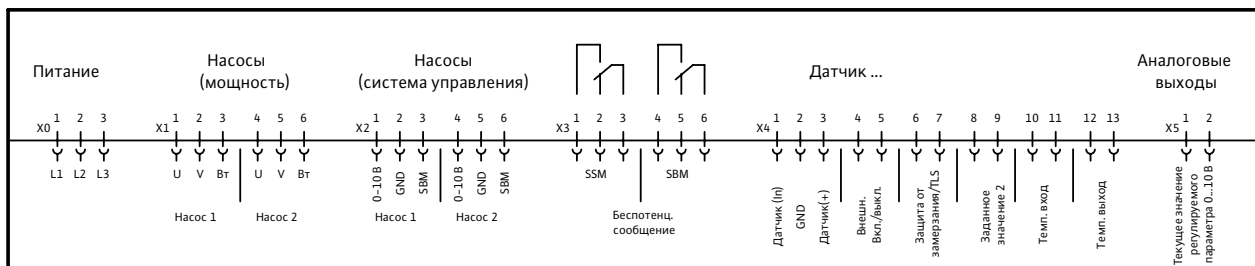 Питание
Насосы
(мощность)
Насосы
(система управления)
Датчик ...
Аналоговые
выходы
X0 1 2 3
X1 1 2 3 4 5 6
X2 1 2 3 4 5 6
X3 1 2 3 4 5 6
X4 1 2 3 4 5 6 7 8 9 10 11 12 13
X5 1 2
L1 L2 L3
U V Вт U V Вт
Насос 1 Насос 2
0–10 В GND SBM 0–10 В GND SBM
Насос 1 Насос 2
SSM SBM
Беспотенц.
сообщение
Датчик (In)
GND
Датчик(+)
Внешн.
Вкл./выкл.
Защита от
замерзания/TLS
Заданное
значение 2
Темп. вход
Темп. выход
Текущее значение
регулируемого
параметра 0...10 В